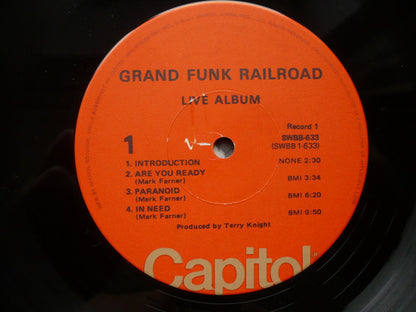 GRAND FUNK RAILROAD
LIVE ALBUM
Record 1
1
SWBB-633
(SWBB 1-633)
1. INTRODUCTION NONE 2:30
2. ARE YOU READY BMI 3:34
(Mark Farner)
3. PARANOID BMI 6:20
(Mark Farner)
4. IN NEED BMI 9:50
(Mark Farner)
Produced by Terry Knight
Capitol